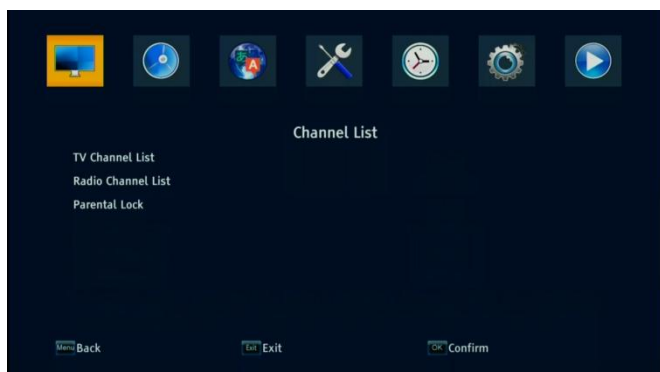 Channel List
TV Channel List
Radio Channel List
Parental Lock
Menu Back
Exit Exit
OK Confirm